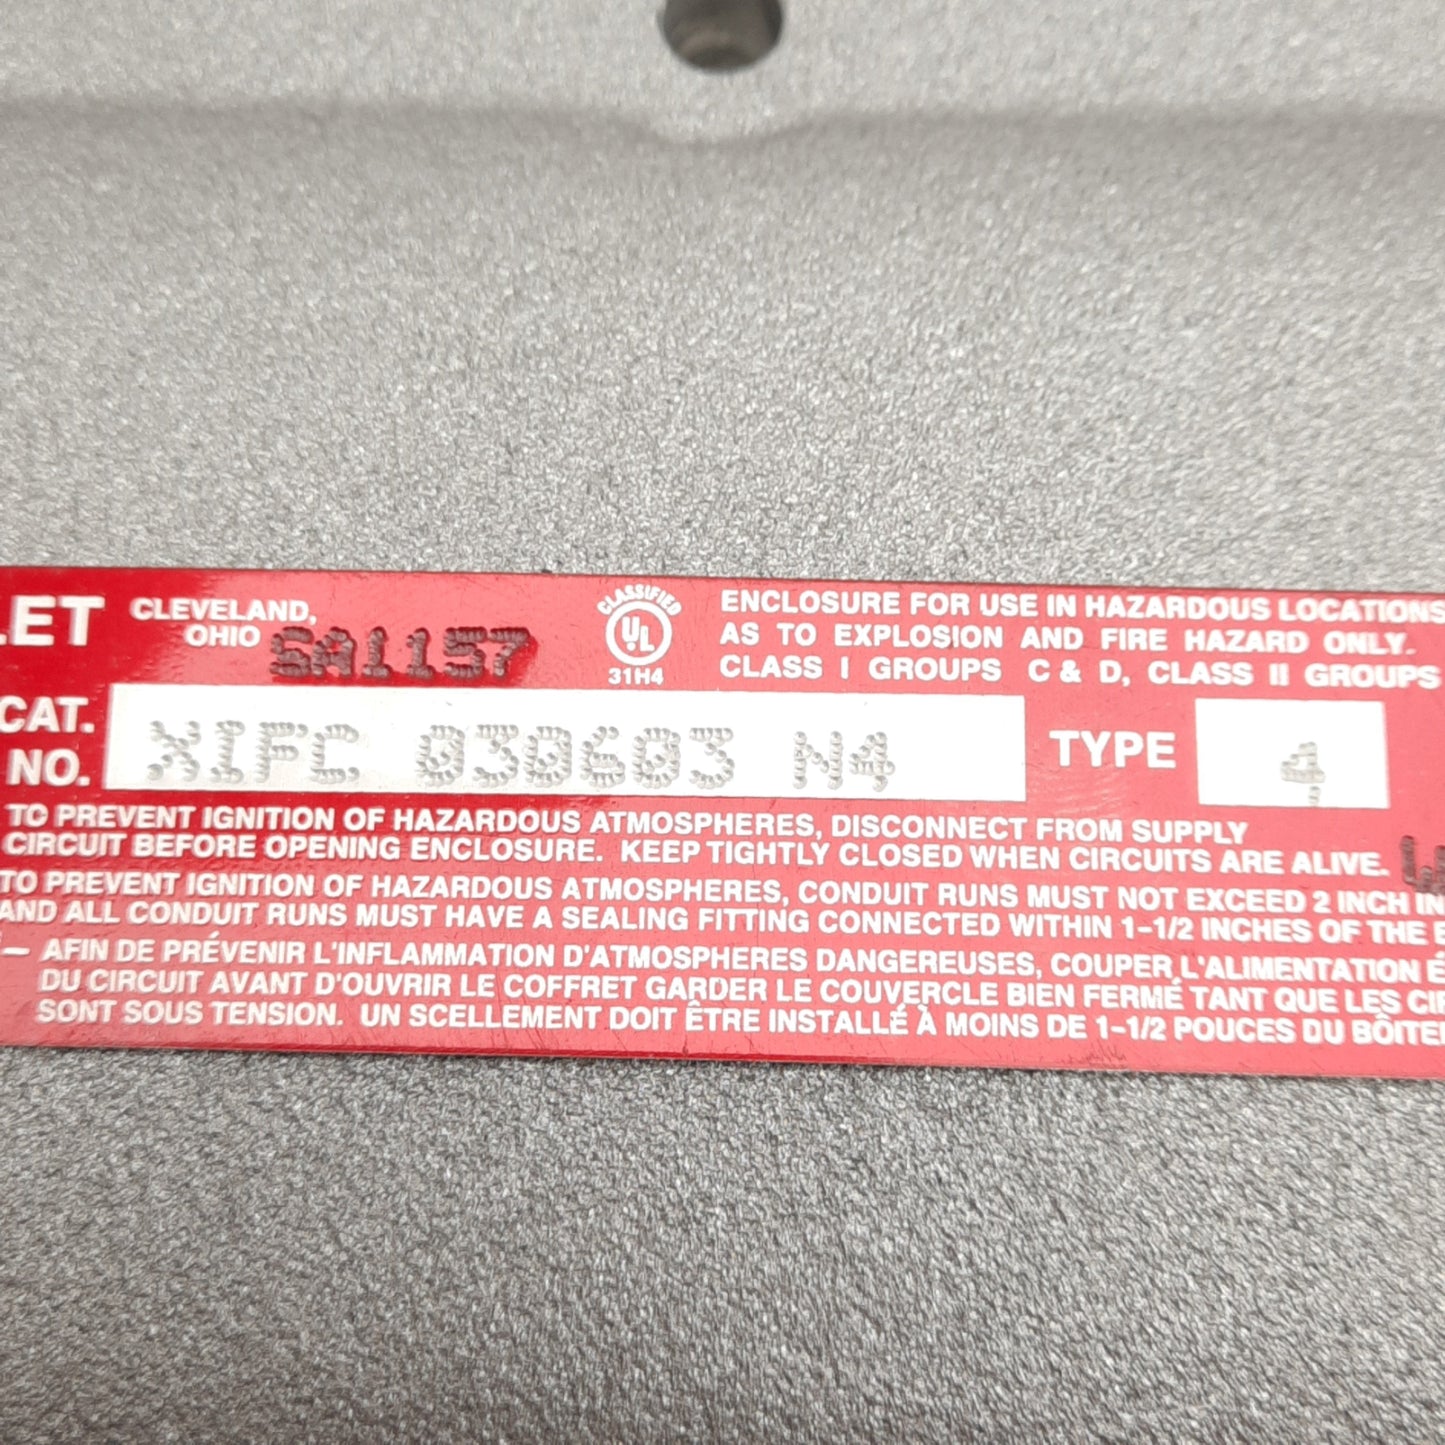 LET CLEVELAND,
OHIO SA1157
CLASSIFIED
UL
31H4
ENCLOSURE FOR USE IN HAZARDOUS LOCATIONS
AS TO EXPLOSION AND FIRE HAZARD ONLY.
CLASS I GROUPS C & D, CLASS II GROUPS
CAT. NO. XIFC 030603 N4 TYPE 4
TO PREVENT IGNITION OF HAZARDOUS ATMOSPHERES, DISCONNECT FROM SUPPLY
CIRCUIT BEFORE OPENING ENCLOSURE. KEEP TIGHTLY CLOSED WHEN CIRCUITS ARE ALIVE.
TO PREVENT IGNITION OF HAZARDOUS ATMOSPHERES, CONDUIT RUNS MUST NOT EXCEED 2 INCH IN
AND ALL CONDUIT RUNS MUST HAVE A SEALING FITTING CONNECTED WITHIN 1-1/2 INCHES OF THE E
– AFIN DE PRÉVENIR L'INFLAMMATION D'ATMOSPHERES DANGEREUSES, COUPER L'ALIMENTATION É
DU CIRCUIT AVANT D'OUVRIR LE COFFRET GARDER LE COUVERCLE BIEN FERMÉ TANT QUE LES CI
SONT SOUS TENSION. UN SCELLEMENT DOIT ÊTRE INSTALLÉ À MOINS DE 1-1/2 POUCES DU BÔITE